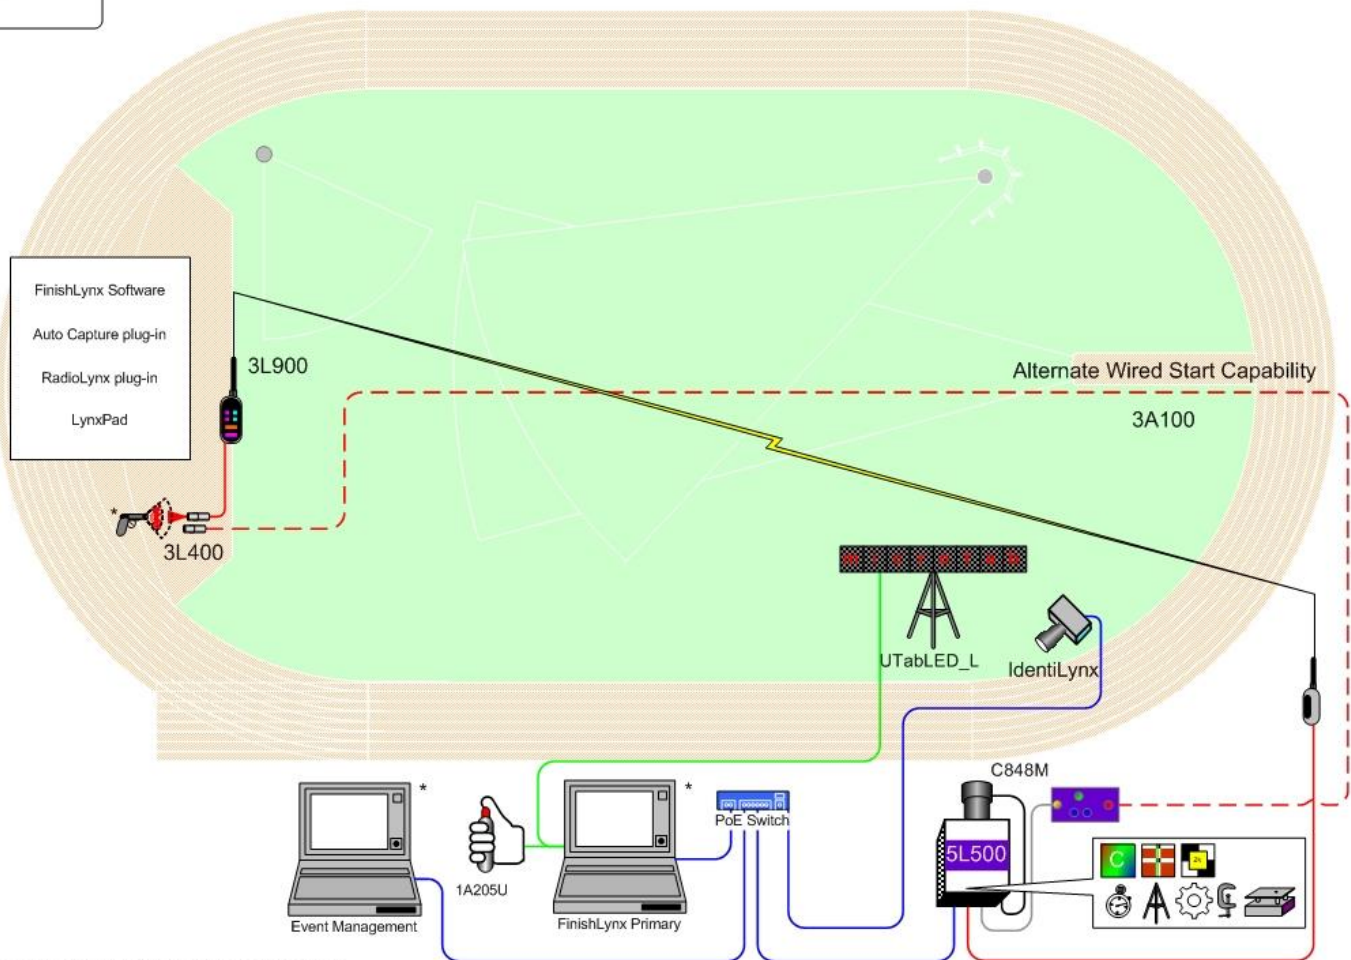 FinishLynx Software
Auto Capture plug-in
RadioLynx plug-in
LynxPad
3L900
Alternate Wired Start Capability
3A100
*
3L400
UTabLED_L
IdentiLynx
C848M
*
*
PoE Switch
5L500
C
24
1A205U
Event Management
FinishLynx Primary